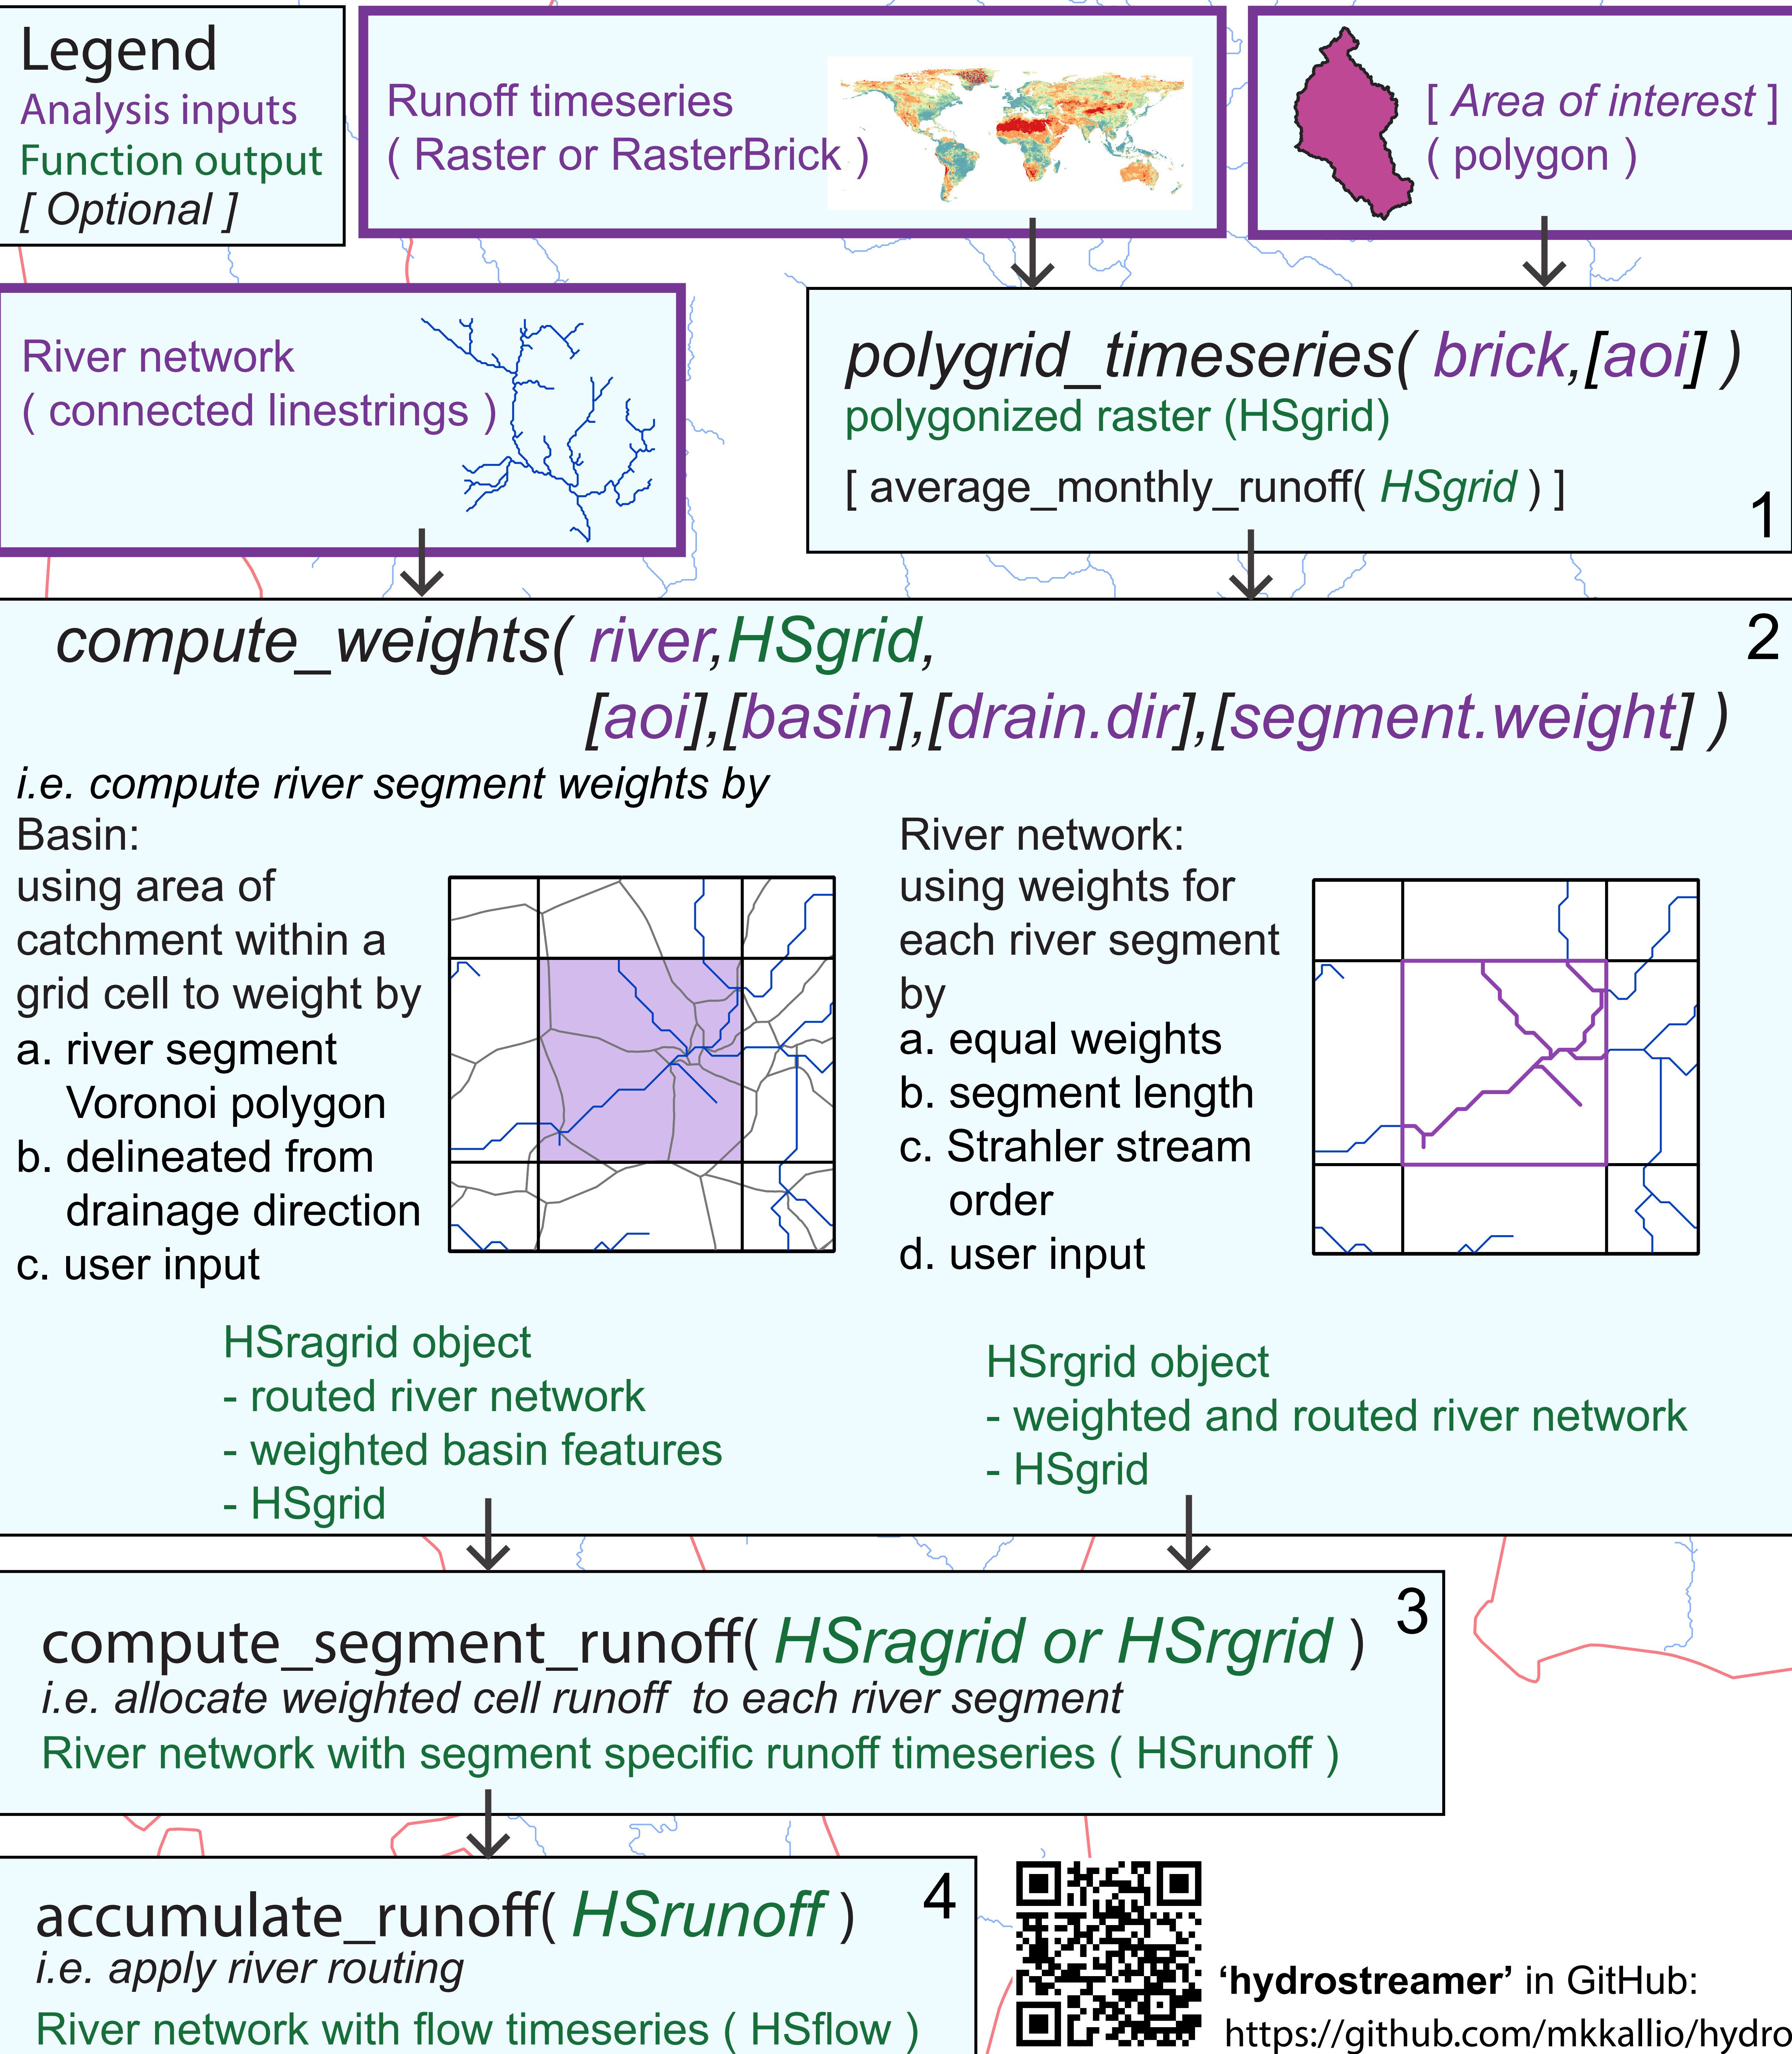 Legend
Analysis inputs
Function output
[ Optional ]
Runoff timeseries
( Raster or RasterBrick )
[ Area of interest ]
( polygon )
River network
( connected linestrings )
polygrid_timeseries( brick,[aoi] )
polygonized raster (HSgrid)
[ average_monthly_runoff( HSgrid ) ]
1
compute_weights( river,HSgrid,
[aoi],[basin],[drain.dir],[segment.weight] )
2
i.e. compute river segment weights by
Basin:
using area of
catchment within a
grid cell to weight by
a. river segment
Voronoi polygon
b. delineated from
drainage direction
c. user input
River network:
using weights for
each river segment
by
a. equal weights
b. segment length
c. Strahler stream
order
d. user input
HSragrid object
- routed river network
- weighted basin features
- HSgrid
HSrgrid object
- weighted and routed river network
- HSgrid
3
compute_segment_runoff( HSragrid or HSrgrid )
i.e. allocate weighted cell runoff  to each river segment
River network with segment specific runoff timeseries ( HSrunoff )
4
accumulate_runoff( HSrunoff )
i.e. apply river routing
River network with flow timeseries ( HSflow )
‘hydrostreamer’ in GitHub:
https://github.com/mkkallio/hydro